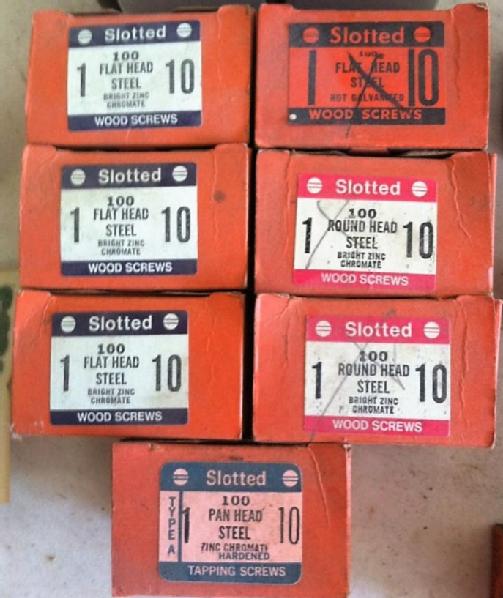 Slotted
100
1 FLAT HEAD 10
STEEL
BRIGHT ZINC
CHROMATE
WOOD SCREWS
Slotted
1 FLAT HEAD 10
STEEL
HOT GALVANIZED
WOOD SCREWS
Slotted
100
1 FLAT HEAD 10
STEEL
BRIGHT ZINC
CHROMATE
WOOD SCREWS
Slotted
100
1 ROUND HEAD 10
STEEL
BRIGHT ZINC
CHROMATE
WOOD SCREWS
Slotted
100
1 FLAT HEAD 10
STEEL
BRIGHT ZINC
CHROMATE
WOOD SCREWS
Slotted
100
1 ROUND HEAD 10
STEEL
BRIGHT ZINC
CHROMATE
WOOD SCREWS
Slotted
TYPE A
100
1 PAN HEAD 10
STEEL
ZINC CHROMATE
HARDENED
TAPPING SCREWS